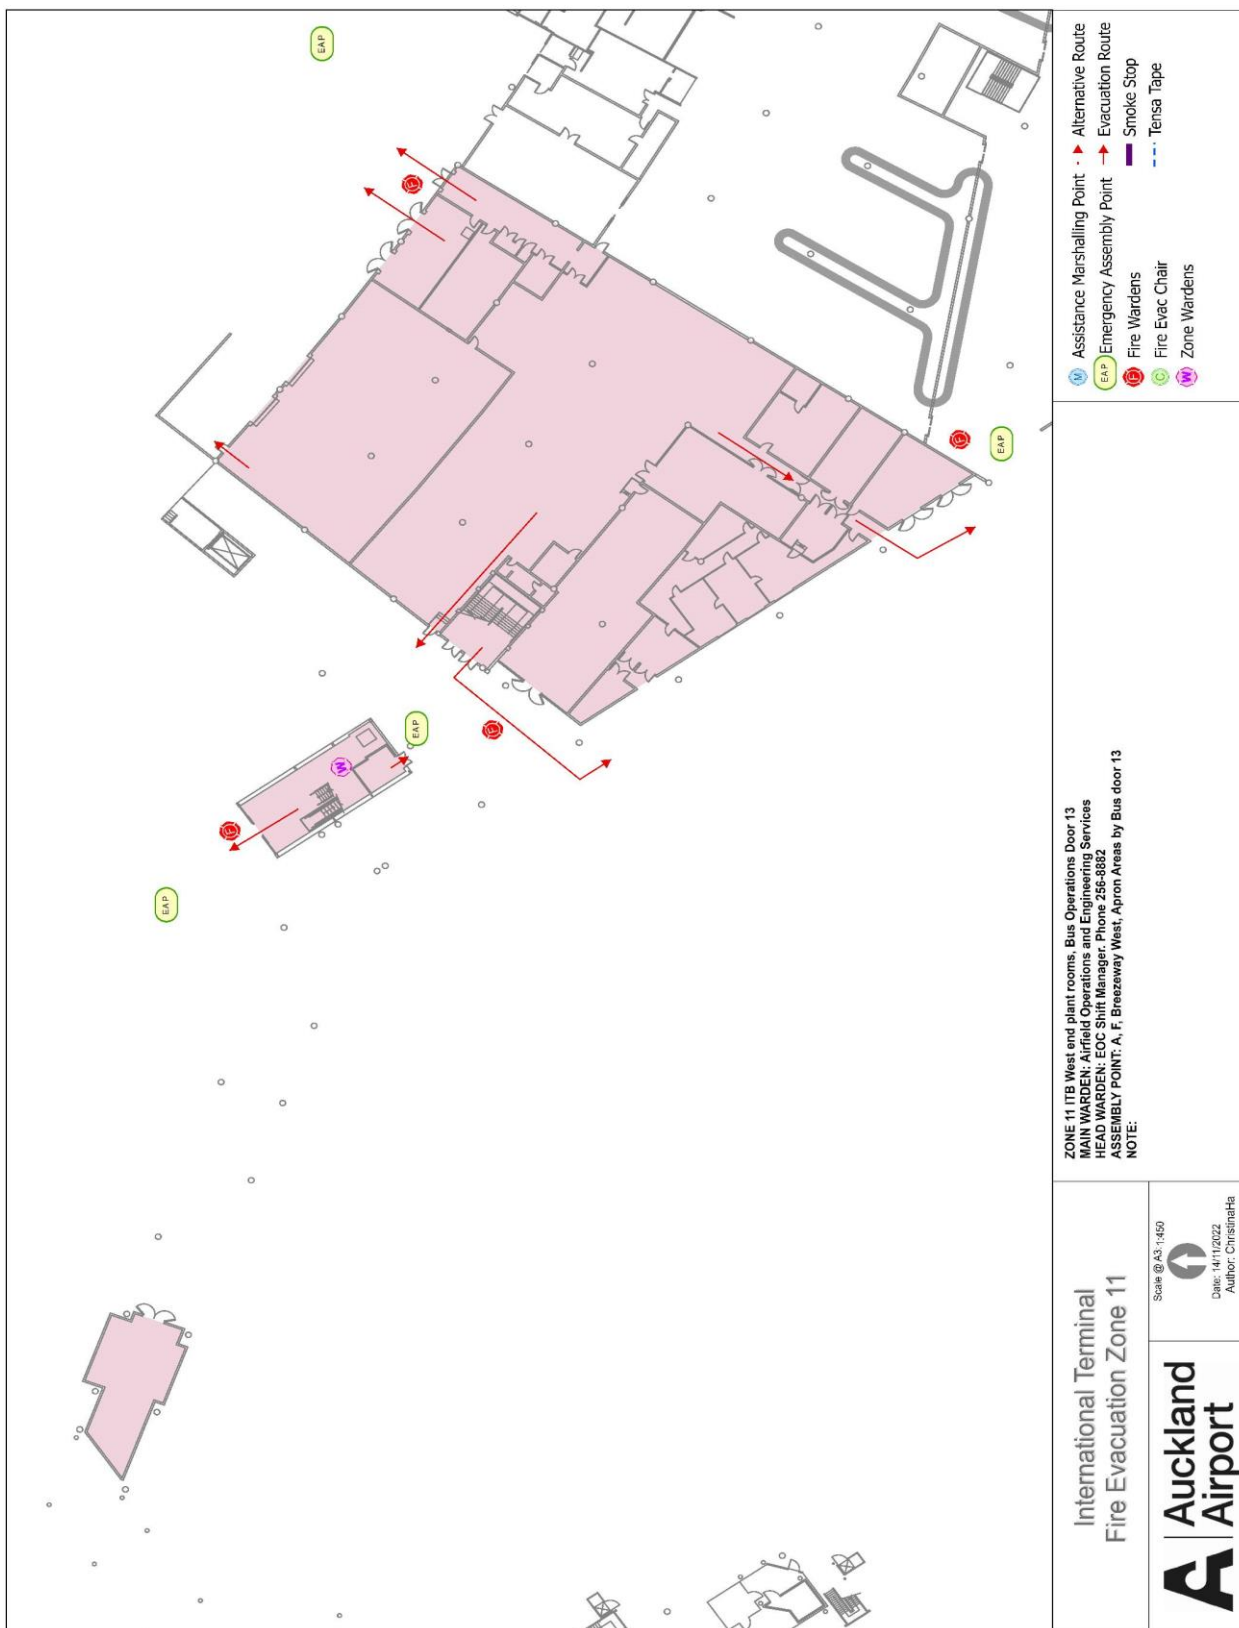 EAP
F
F
EAP
F
W
EAP
F
F
EAP
M Assistance Marshalling Point
EAP Emergency Assembly Point
F Fire Wardens
C Fire Evac Chair
W Zone Wardens
Alternative Route
Evacuation Route
Smoke Stop
Tensa Tape
ZONE 11 ITB West end plant rooms, Bus Operations Door 13
MAIN WARDEN: Airfield Operations and Engineering Services
HEAD WARDEN: EOC Shift Manager. Phone 256-8882
ASSEMBLY POINT: A, F, Breezeway West, Apron Areas by Bus door 13
NOTE:
International Terminal
Fire Evacuation Zone 11
Scale @ A3 1:450
Date: 14/11/2022
Author: ChristinaHa
A Auckland
Airport